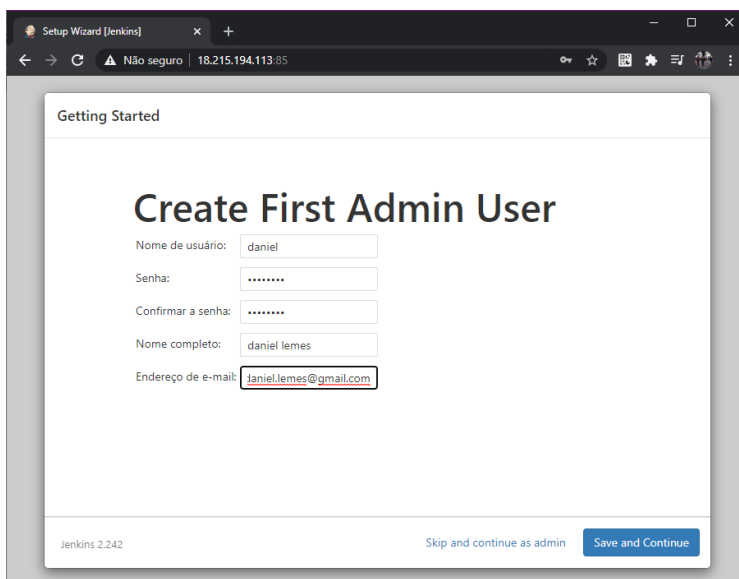 Setup Wizard [Jenkins]
Não seguro | 18.215.194.113:85
Getting Started
Create First Admin User
Nome de usuário: daniel
Senha: ••••••••
Confirmar a senha: ••••••••
Nome completo: daniel lemes
Endereço de e-mail: daniel.lemes@gmail.com
Jenkins 2.242
Skip and continue as admin
Save and Continue